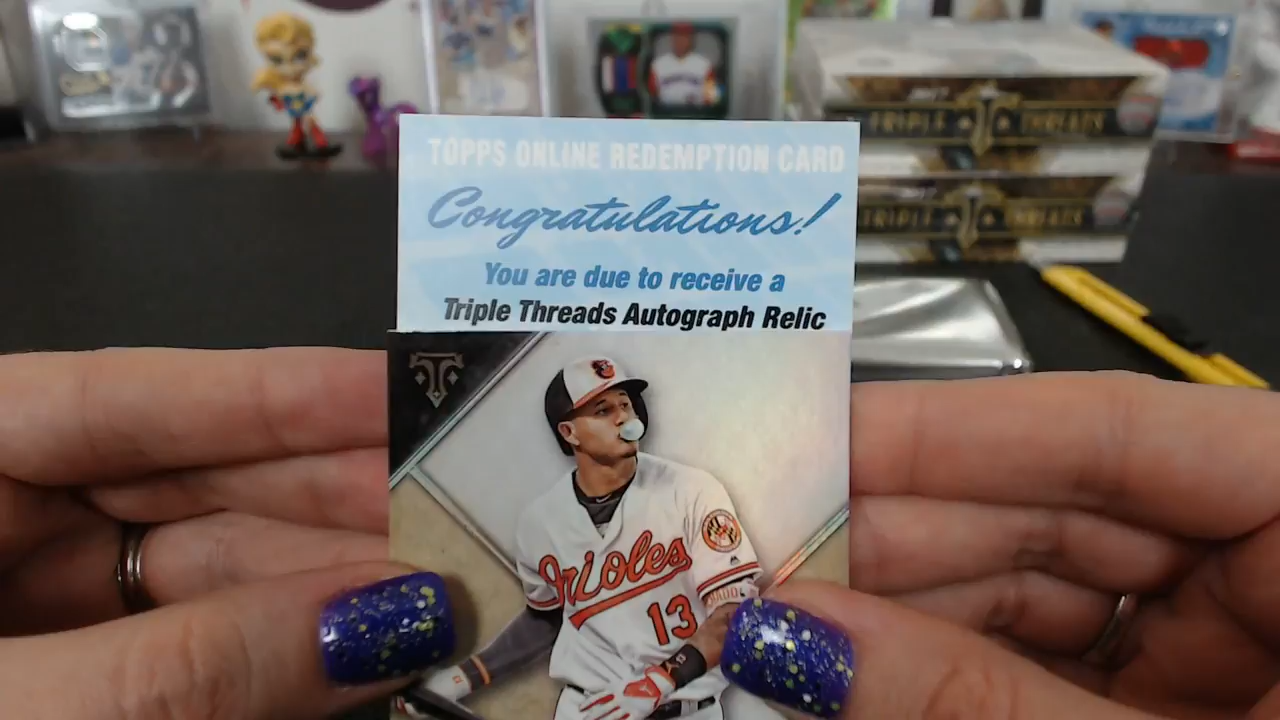 TOPPS ONLINE REDEMPTION CARD
Congratulations!
You are due to receive a
Triple Threads Autograph Relic
TRIPLE THREADS
TRIPLE THREADS
Orioles
13